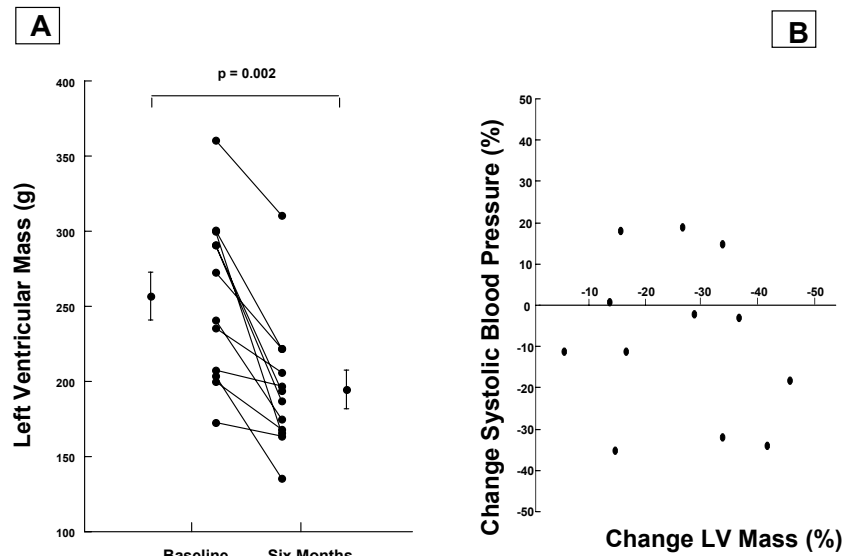 A
B
p = 0.002
400
350
300
250
200
150
100
Left Ventricular Mass (g)
Baseline Six Months
50
40
30
20
10
0
-10
-20
-30
-40
-50
-10 -20 -30 -40 -50
Change Systolic Blood Pressure (%)
Change LV Mass (%)